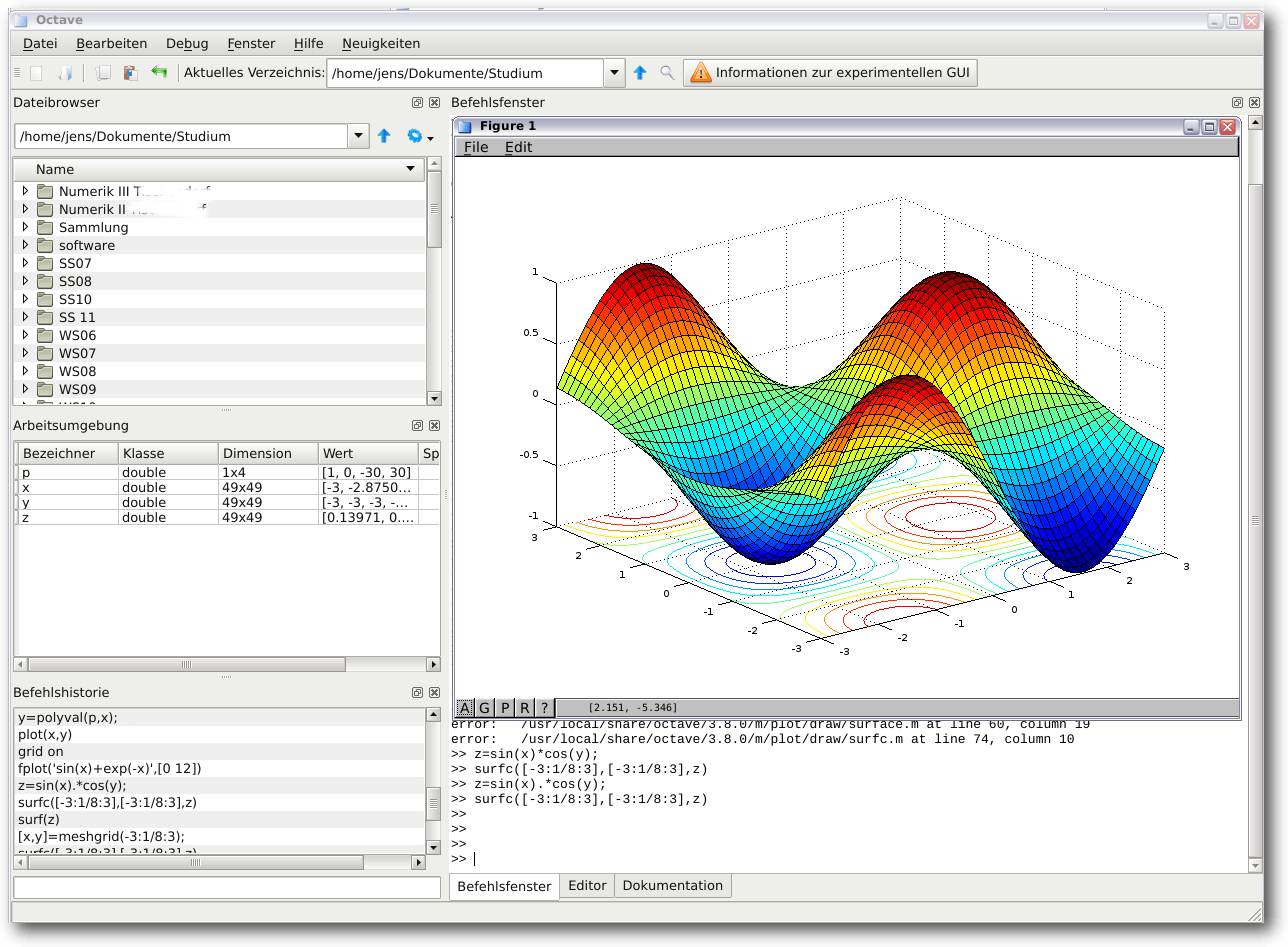 Octave
Datei Bearbeiten Debug Fenster Hilfe Neuigkeiten
Aktuelles Verzeichnis: /home/jens/Dokumente/Studium Informationen zur experimentellen GUI
Dateibrowser
/home/jens/Dokumente/Studium
Name
Numerik III
Numerik II
Sammlung
software
SS07
SS08
SS10
SS 11
WS06
WS07
WS08
WS09
Arbeitsumgebung
Bezeichner Klasse Dimension Wert Sp
p double 1x4 [1, 0, -30, 30]
x double 49x49 [-3, -2.8750...
y double 49x49 [-3, -3, -3, -...
z double 49x49 [0.13971, 0....
Befehlshistorie
y=polyval(p,x);
plot(x,y)
grid on
fplot('sin(x)+exp(-x)',[0 12])
z=sin(x).*cos(y);
surfc([-3:1/8:3],[-3:1/8:3],z)
surf(z)
[x,y]=meshgrid(-3:1/8:3);
surfc([-3:1/8:3],[-3:1/8:3],z)
Befehlsfenster
Figure 1
File Edit
1
0.5
0
-0.5
-1
3
2
1
0
-1
-2
-3
-3
-2
-1
0
1
2
3
A G P R ? [2.151, -5.346]
error: /usr/local/share/octave/3.8.0/m/plot/draw/surface.m at line 60, column 19
error: /usr/local/share/octave/3.8.0/m/plot/draw/surfc.m at line 74, column 10
>> z=sin(x)*cos(y);
>> surfc([-3:1/8:3],[-3:1/8:3],z)
>> z=sin(x).*cos(y);
>> surfc([-3:1/8:3],[-3:1/8:3],z)
>>
>>
>>
>>
Befehlsfenster Editor Dokumentation